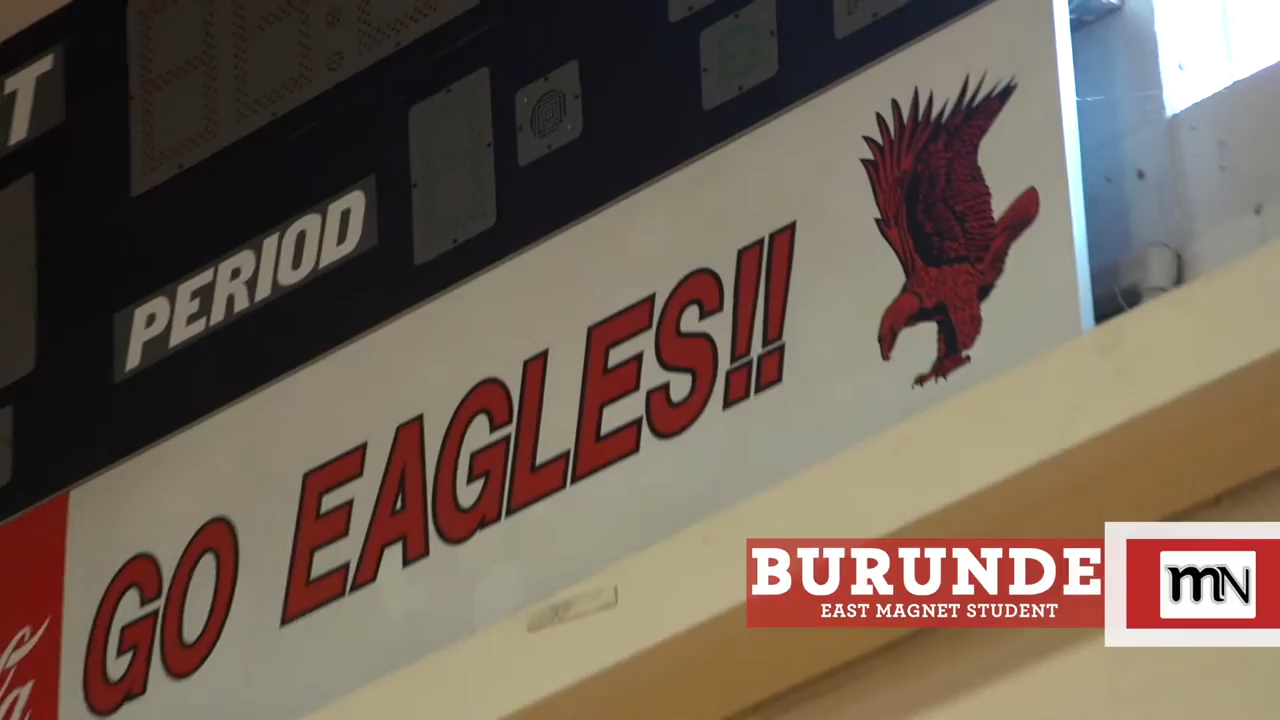 PERIOD
GO EAGLES!!
BURUNDE
EAST MAGNET STUDENT
MN